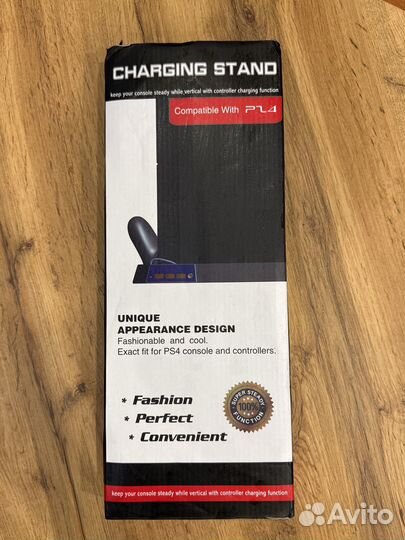 CHARGING STAND
keep your console steady while vertical with controller charging function
Compatible With PS4
UNIQUE
APPEARANCE DESIGN
Fashionable and cool.
Exact fit for PS4 console and controllers.
* Fashion
* Perfect
* Convenient
SUPER STEADY
100%
FUNCTION
keep your console steady while vertical with controller charging function
Avito